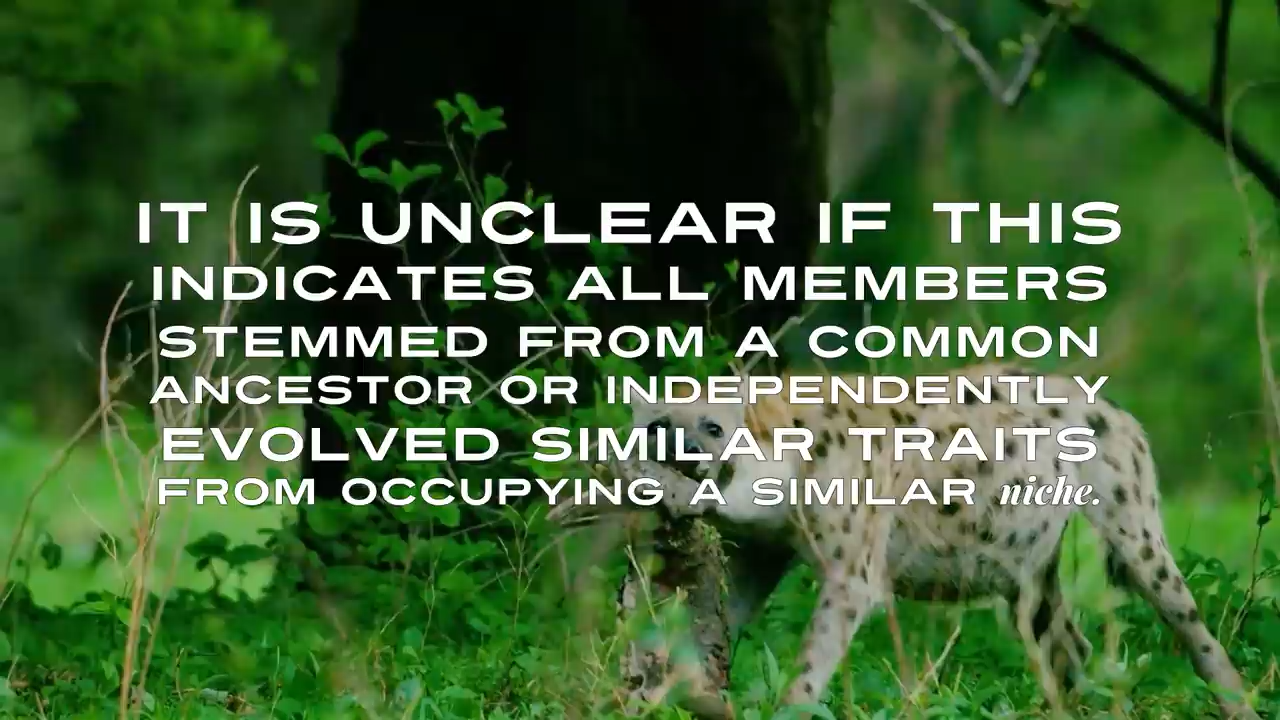 IT IS UNCLEAR IF THIS
INDICATES ALL MEMBERS
STEMMED FROM A COMMON
ANCESTOR OR INDEPENDENTLY
EVOLVED SIMILAR TRAITS
FROM OCCUPYING A SIMILAR niche.